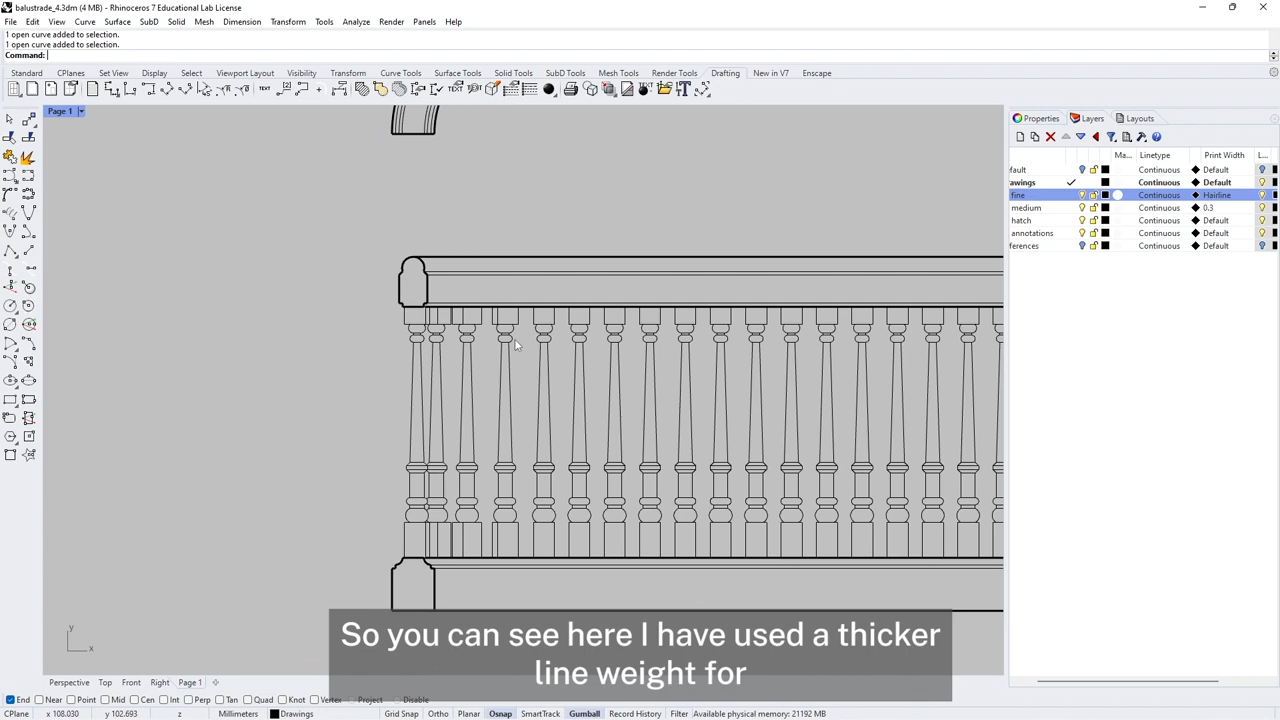 balustrade_4.3dm (4 MB) - Rhinoceros 7 Educational Lab License
File Edit View Curve Surface SubD Solid Mesh Dimension Transform Tools Analyze Render Panels Help
1 open curve added to selection.
1 open curve added to selection.
Command:
Standard CPlanes Set View Display Select Viewport Layout Visibility Transform Curve Tools Surface Tools Solid Tools SubD Tools Mesh Tools Render Tools Drafting New in V7 Enscape
Page 1
Properties Layers Layouts
Ma... Linetype Print Width L...
fault Continuous Default
awings Continuous Default
fine Continuous Hairline
medium Continuous 0.3
hatch Continuous Default
annotations Continuous Default
ferences Continuous Default
So you can see here I have used a thicker
line weight for
y
x
Perspective Top Front Right Page 1
End Near Point Mid Cen Int Perp Tan Quad Knot Vertex Project Disable
CPlane x 108.030 y 102.693 z Millimeters Drawings Grid Snap Ortho Planar Osnap SmartTrack Gumball Record History Filter Available physical memory: 21192 MB